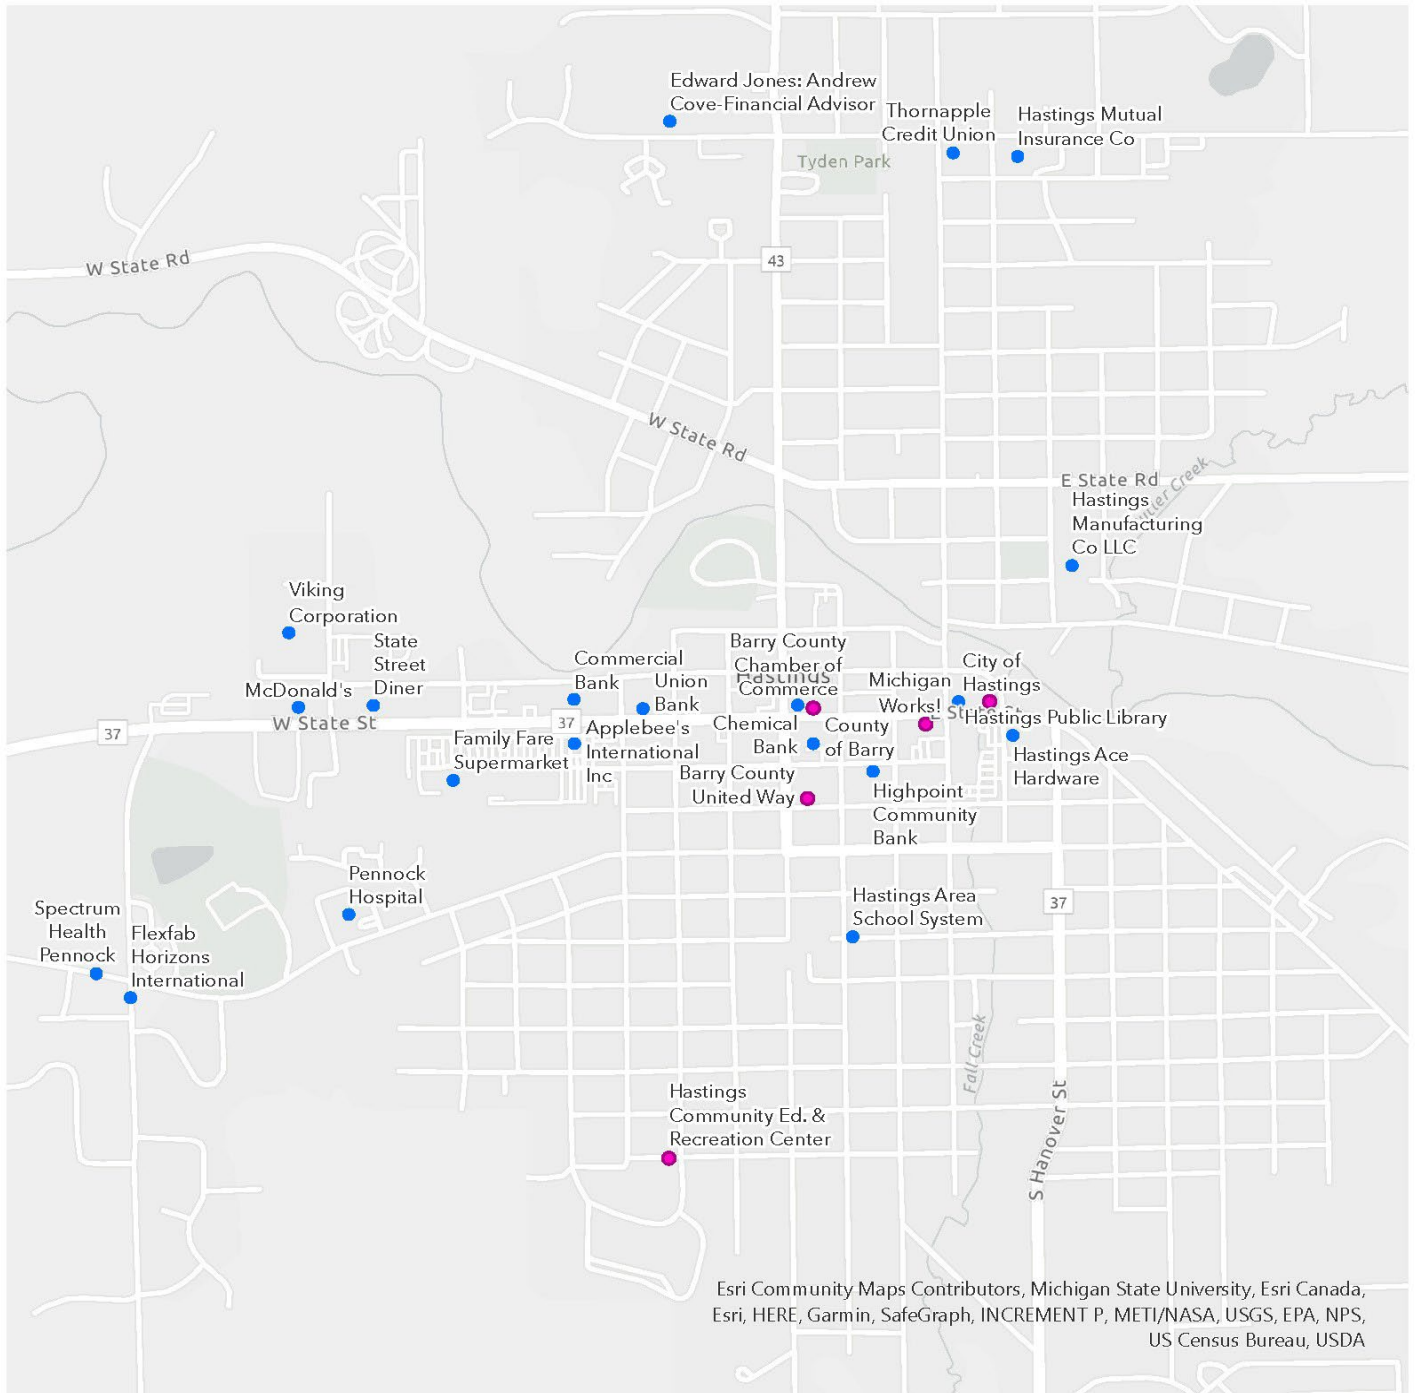 Edward Jones: Andrew
Cove-Financial Advisor
Thornapple
Credit Union
Hastings Mutual
Insurance Co
Tyden Park
W State Rd
43
W State Rd
E State Rd
Butler Creek
Hastings
Manufacturing
Co LLC
Viking
Corporation
State
Street
Diner
McDonald's
W State St
37
Commercial
Bank
Union
Bank
37
Barry County
Chamber of
Commerce
Hastings
Michigan
Works!
City of
Hastings
E State St
Hastings Public Library
Family Fare
Supermarket
Applebee's
International
Inc
Chemical
Bank
County
of Barry
Hastings Ace
Hardware
Barry County
United Way
Highpoint
Community
Bank
Pennock
Hospital
Hastings Area
School System
37
Spectrum
Health
Pennock
Flexfab
Horizons
International
Fall Creek
Hastings
Community Ed. &
Recreation Center
S Hanover St
Esri Community Maps Contributors, Michigan State University, Esri Canada,
Esri, HERE, Garmin, SafeGraph, INCREMENT P, METI/NASA, USGS, EPA, NPS,
US Census Bureau, USDA